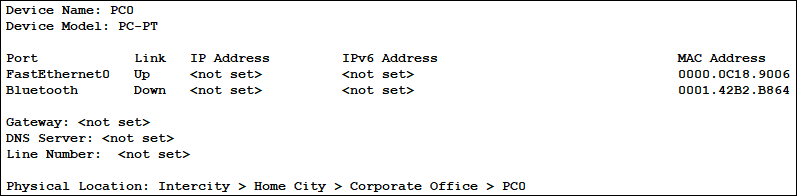 Device Name: PC0
Device Model: PC-PT
Port Link IP Address IPv6 Address MAC Address
FastEthernet0 Up <not set> <not set> 0000.0C18.9006
Bluetooth Down <not set> <not set> 0001.42B2.B864
Gateway: <not set>
DNS Server: <not set>
Line Number: <not set>
Physical Location: Intercity > Home City > Corporate Office > PC0